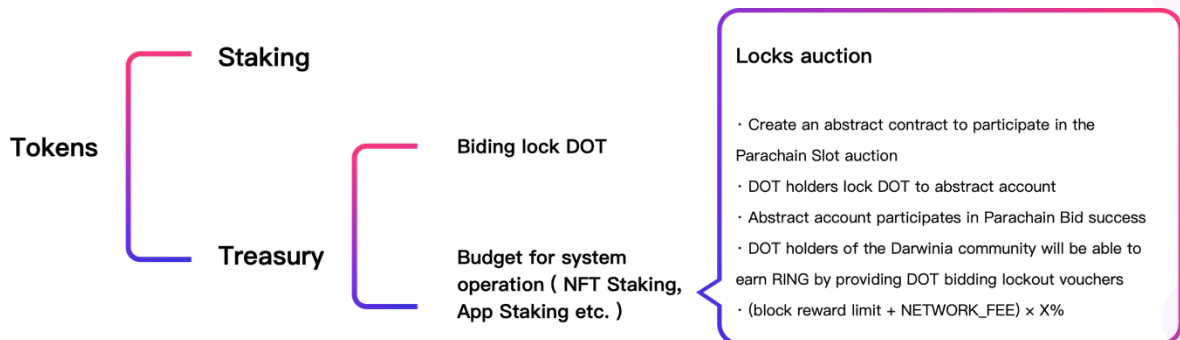 Tokens
Staking
Treasury
Biding lock DOT
Budget for system
operation ( NFT Staking,
App Staking etc. )
Locks auction
· Create an abstract contract to participate in the
Parachain Slot auction
· DOT holders lock DOT to abstract account
· Abstract account participates in Parachain Bid success
· DOT holders of the Darwinia community will be able to
earn RING by providing DOT bidding lockout vouchers
· (block reward limit + NETWORK_FEE) × X%